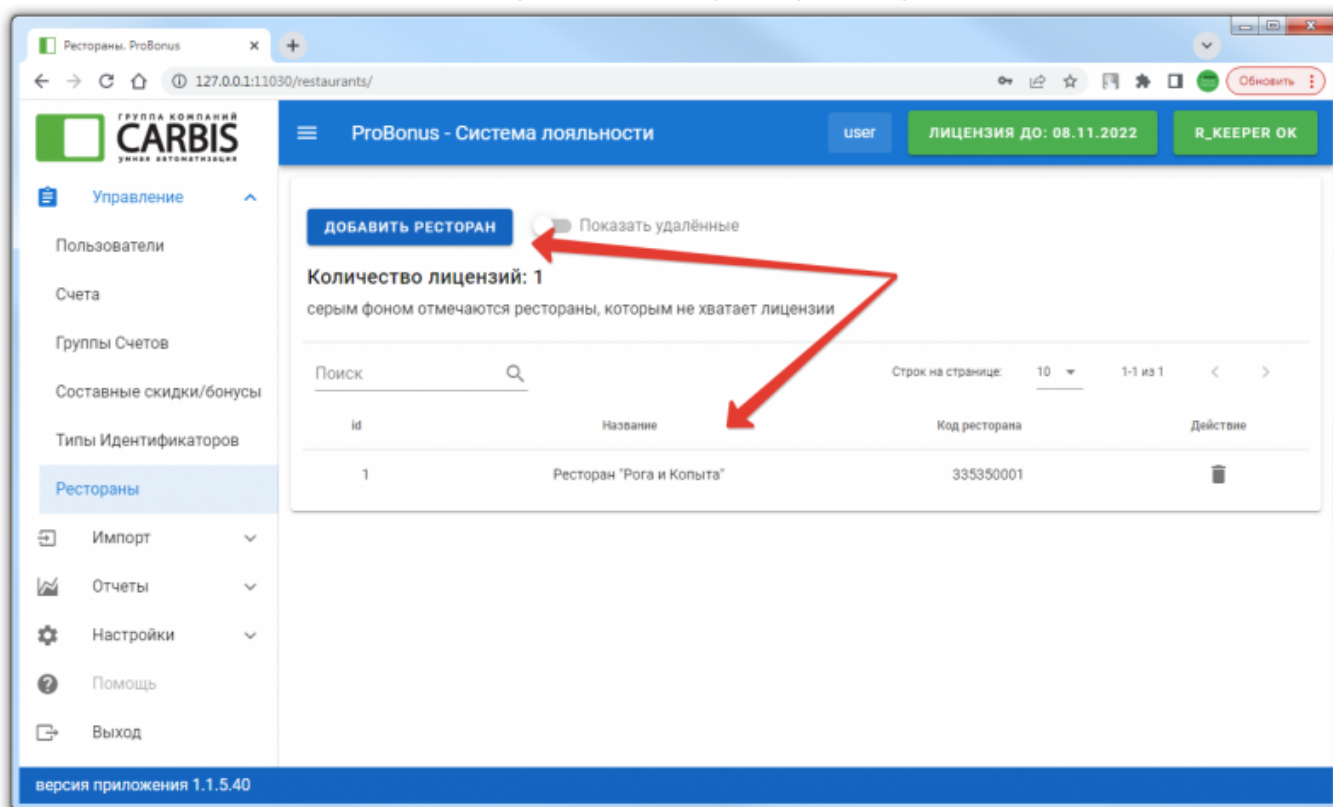 Рестораны. ProBonus
127.0.0.1:11030/restaurants/
Обновить
ГРУППА КОМПАНИЙ
CARBIS
умная автоматизация
ProBonus - Система лояльности
user
ЛИЦЕНЗИЯ ДО: 08.11.2022
R_KEEPER OK
Управление
Пользователи
Счета
Группы Счетов
Составные скидки/бонусы
Типы Идентификаторов
Рестораны
Импорт
Отчеты
Настройки
Помощь
Выход
ДОБАВИТЬ РЕСТОРАН
Показать удалённые
Количество лицензий: 1
серым фоном отмечаются рестораны, которым не хватает лицензии
Поиск
Строк на странице: 10 1-1 из 1
id Название Код ресторана Действие
1 Ресторан "Рога и Копыта" 335350001
версия приложения 1.1.5.40